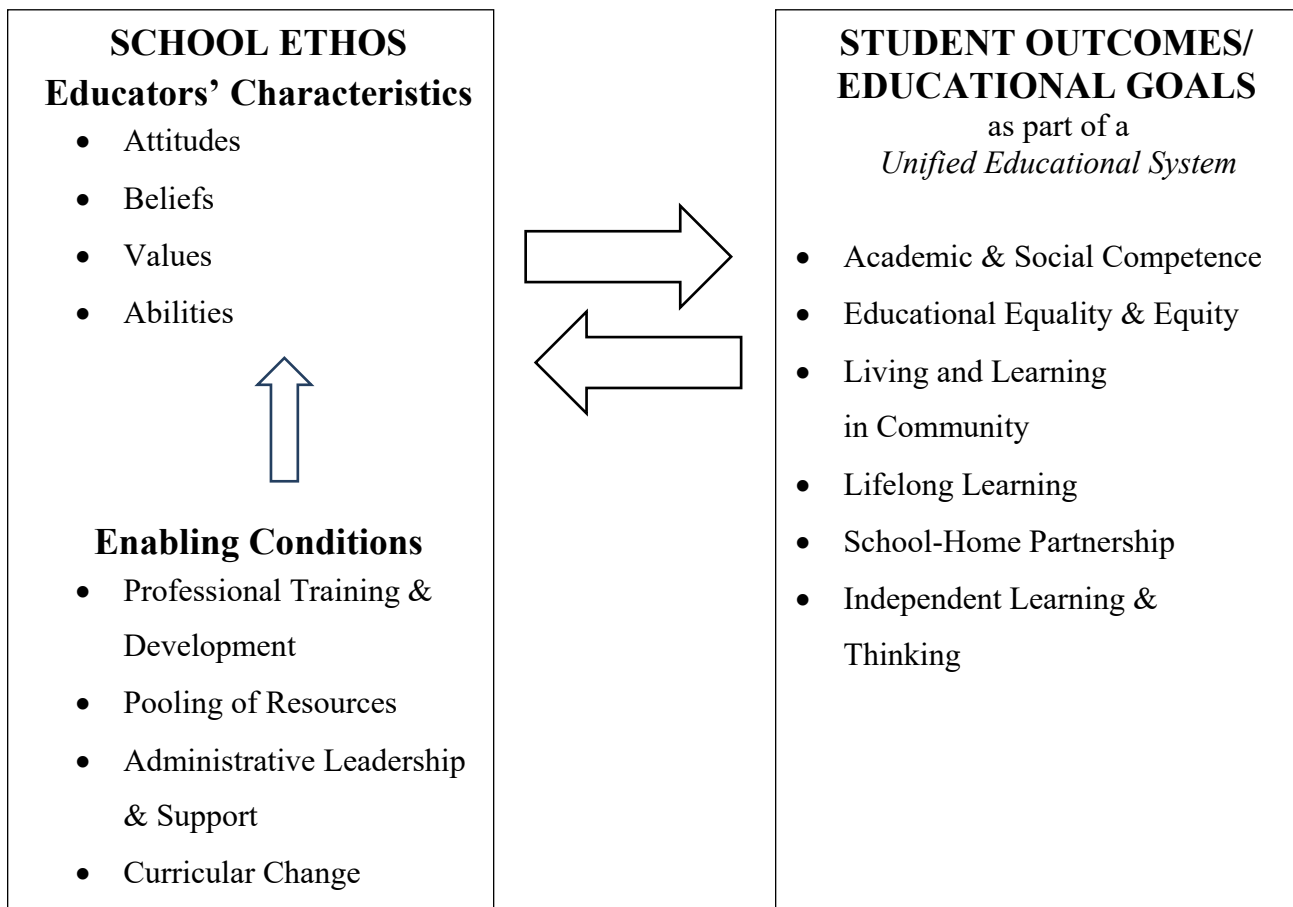 SCHOOL ETHOS
Educators’ Characteristics
• Attitudes
• Beliefs
• Values
• Abilities
Enabling Conditions
• Professional Training &
Development
• Pooling of Resources
• Administrative Leadership
& Support
• Curricular Change
STUDENT OUTCOMES/
EDUCATIONAL GOALS
as part of a
Unified Educational System
• Academic & Social Competence
• Educational Equality & Equity
• Living and Learning
in Community
• Lifelong Learning
• School-Home Partnership
• Independent Learning &
Thinking